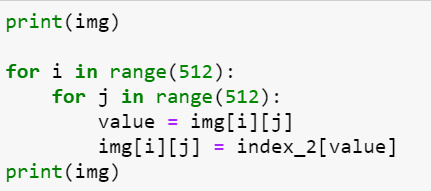 print(img)
for i in range(512):
    for j in range(512):
        value = img[i][j]
        img[i][j] = index_2[value]
print(img)